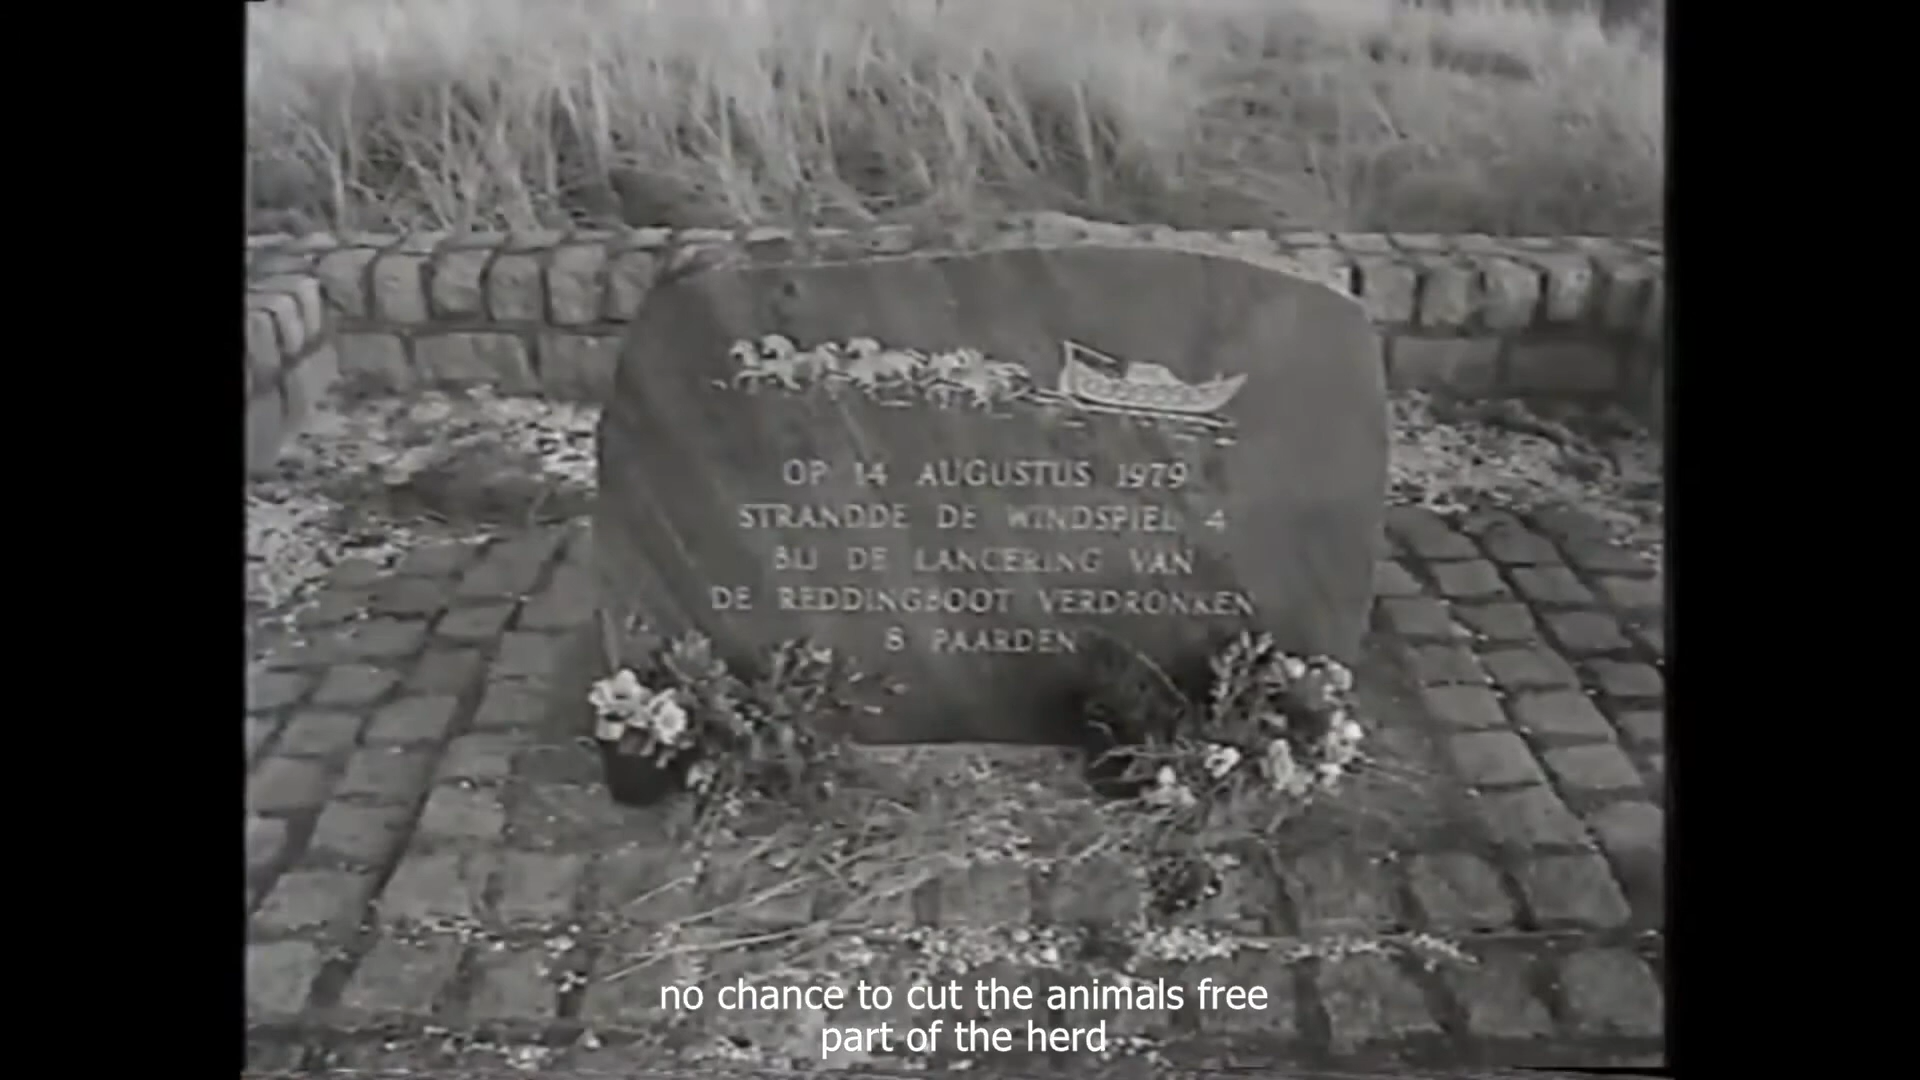 OP 14 AUGUSTUS 1979
STRANDDE DE WINDSPIEL 4
BIJ DE LANCERING VAN
DE REDDINGBOOT VERDRONKEN
8 PAARDEN
no chance to cut the animals free
part of the herd